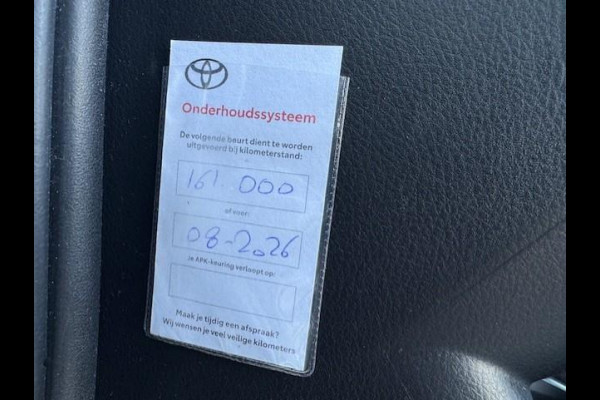 Onderhoudssysteem
De volgende beurt dient te worden
uitgevoerd bij kilometerstand:
161.000
of voor:
08-2026
Je APK-keuring verloopt op:
Maak je tijdig een afspraak?
Wij wensen je veel veilige kilometers